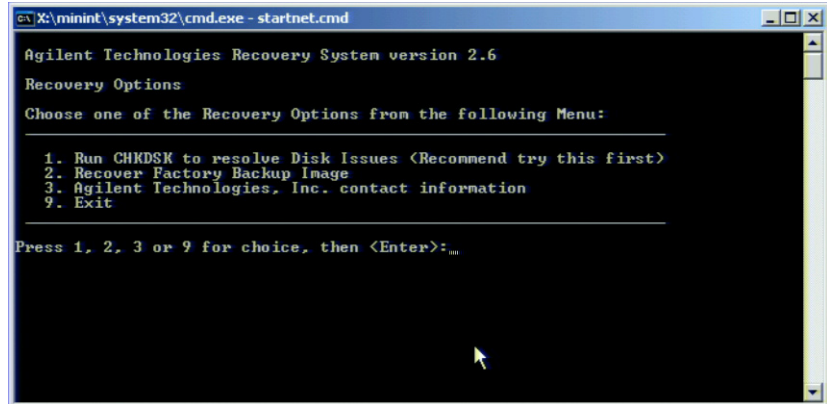 X:\minint\system32\cmd.exe - startnet.cmd
Agilent Technologies Recovery System version 2.6
Recovery Options
Choose one of the Recovery Options from the following Menu:
1. Run CHKDSK to resolve Disk Issues (Recommend try this first)
2. Recover Factory Backup Image
3. Agilent Technologies, Inc. contact information
9. Exit
Press 1, 2, 3 or 9 for choice, then <Enter>: